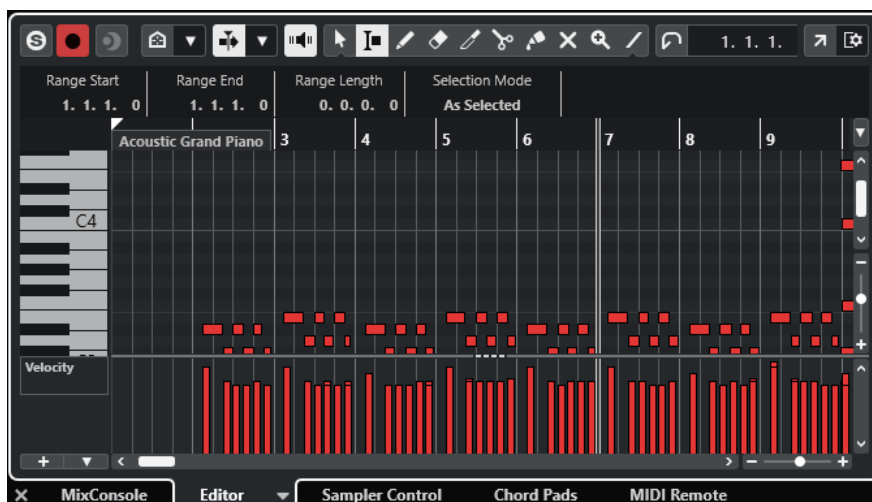 S 1. 1. 1.
Range Start Range End Range Length Selection Mode
1. 1. 1. 0 1. 1. 1. 0 0. 0. 0. 0 As Selected
Acoustic Grand Piano 3 4 5 6 7 8 9
C4
Velocity
MixConsole Editor Sampler Control Chord Pads MIDI Remote